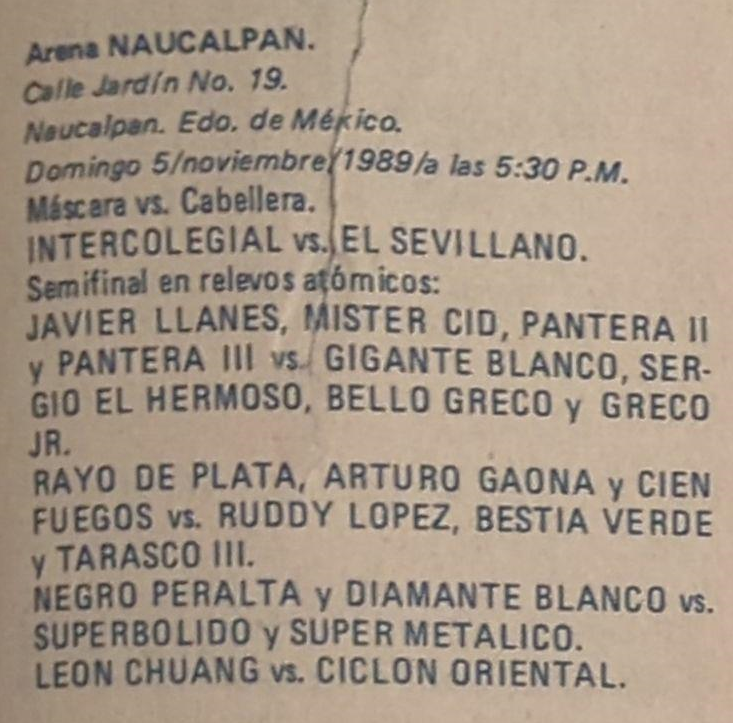 Arena NAUCALPAN.
Calle Jardín No. 19.
Naucalpan. Edo. de México.
Domingo 5/noviembre/1989/a las 5:30 P.M.
Máscara vs. Cabellera.
INTERCOLEGIAL vs. EL SEVILLANO.
Semifinal en relevos atómicos:
JAVIER LLANES, MISTER CID, PANTERA II
y PANTERA III vs. GIGANTE BLANCO, SER-
GIO EL HERMOSO, BELLO GRECO y GRECO
JR.
RAYO DE PLATA, ARTURO GAONA y CIEN
FUEGOS vs. RUDDY LOPEZ, BESTIA VERDE
y TARASCO III.
NEGRO PERALTA y DIAMANTE BLANCO vs.
SUPERBOLIDO y SUPER METALICO.
LEON CHUANG vs. CICLON ORIENTAL.